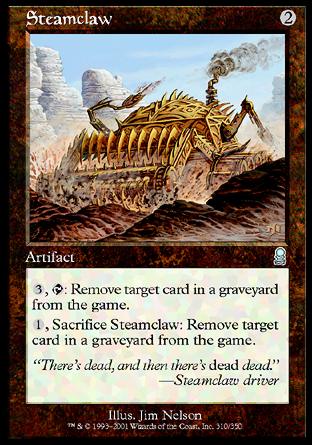 Steamclaw 2
Artifact
3, : Remove target card in a graveyard
from the game.
1, Sacrifice Steamclaw: Remove target
card in a graveyard from the game.
“There's dead, and then there's dead dead.”
—Steamclaw driver
Illus. Jim Nelson
™ & © 1993–2001 Wizards of the Coast, Inc. 310/350